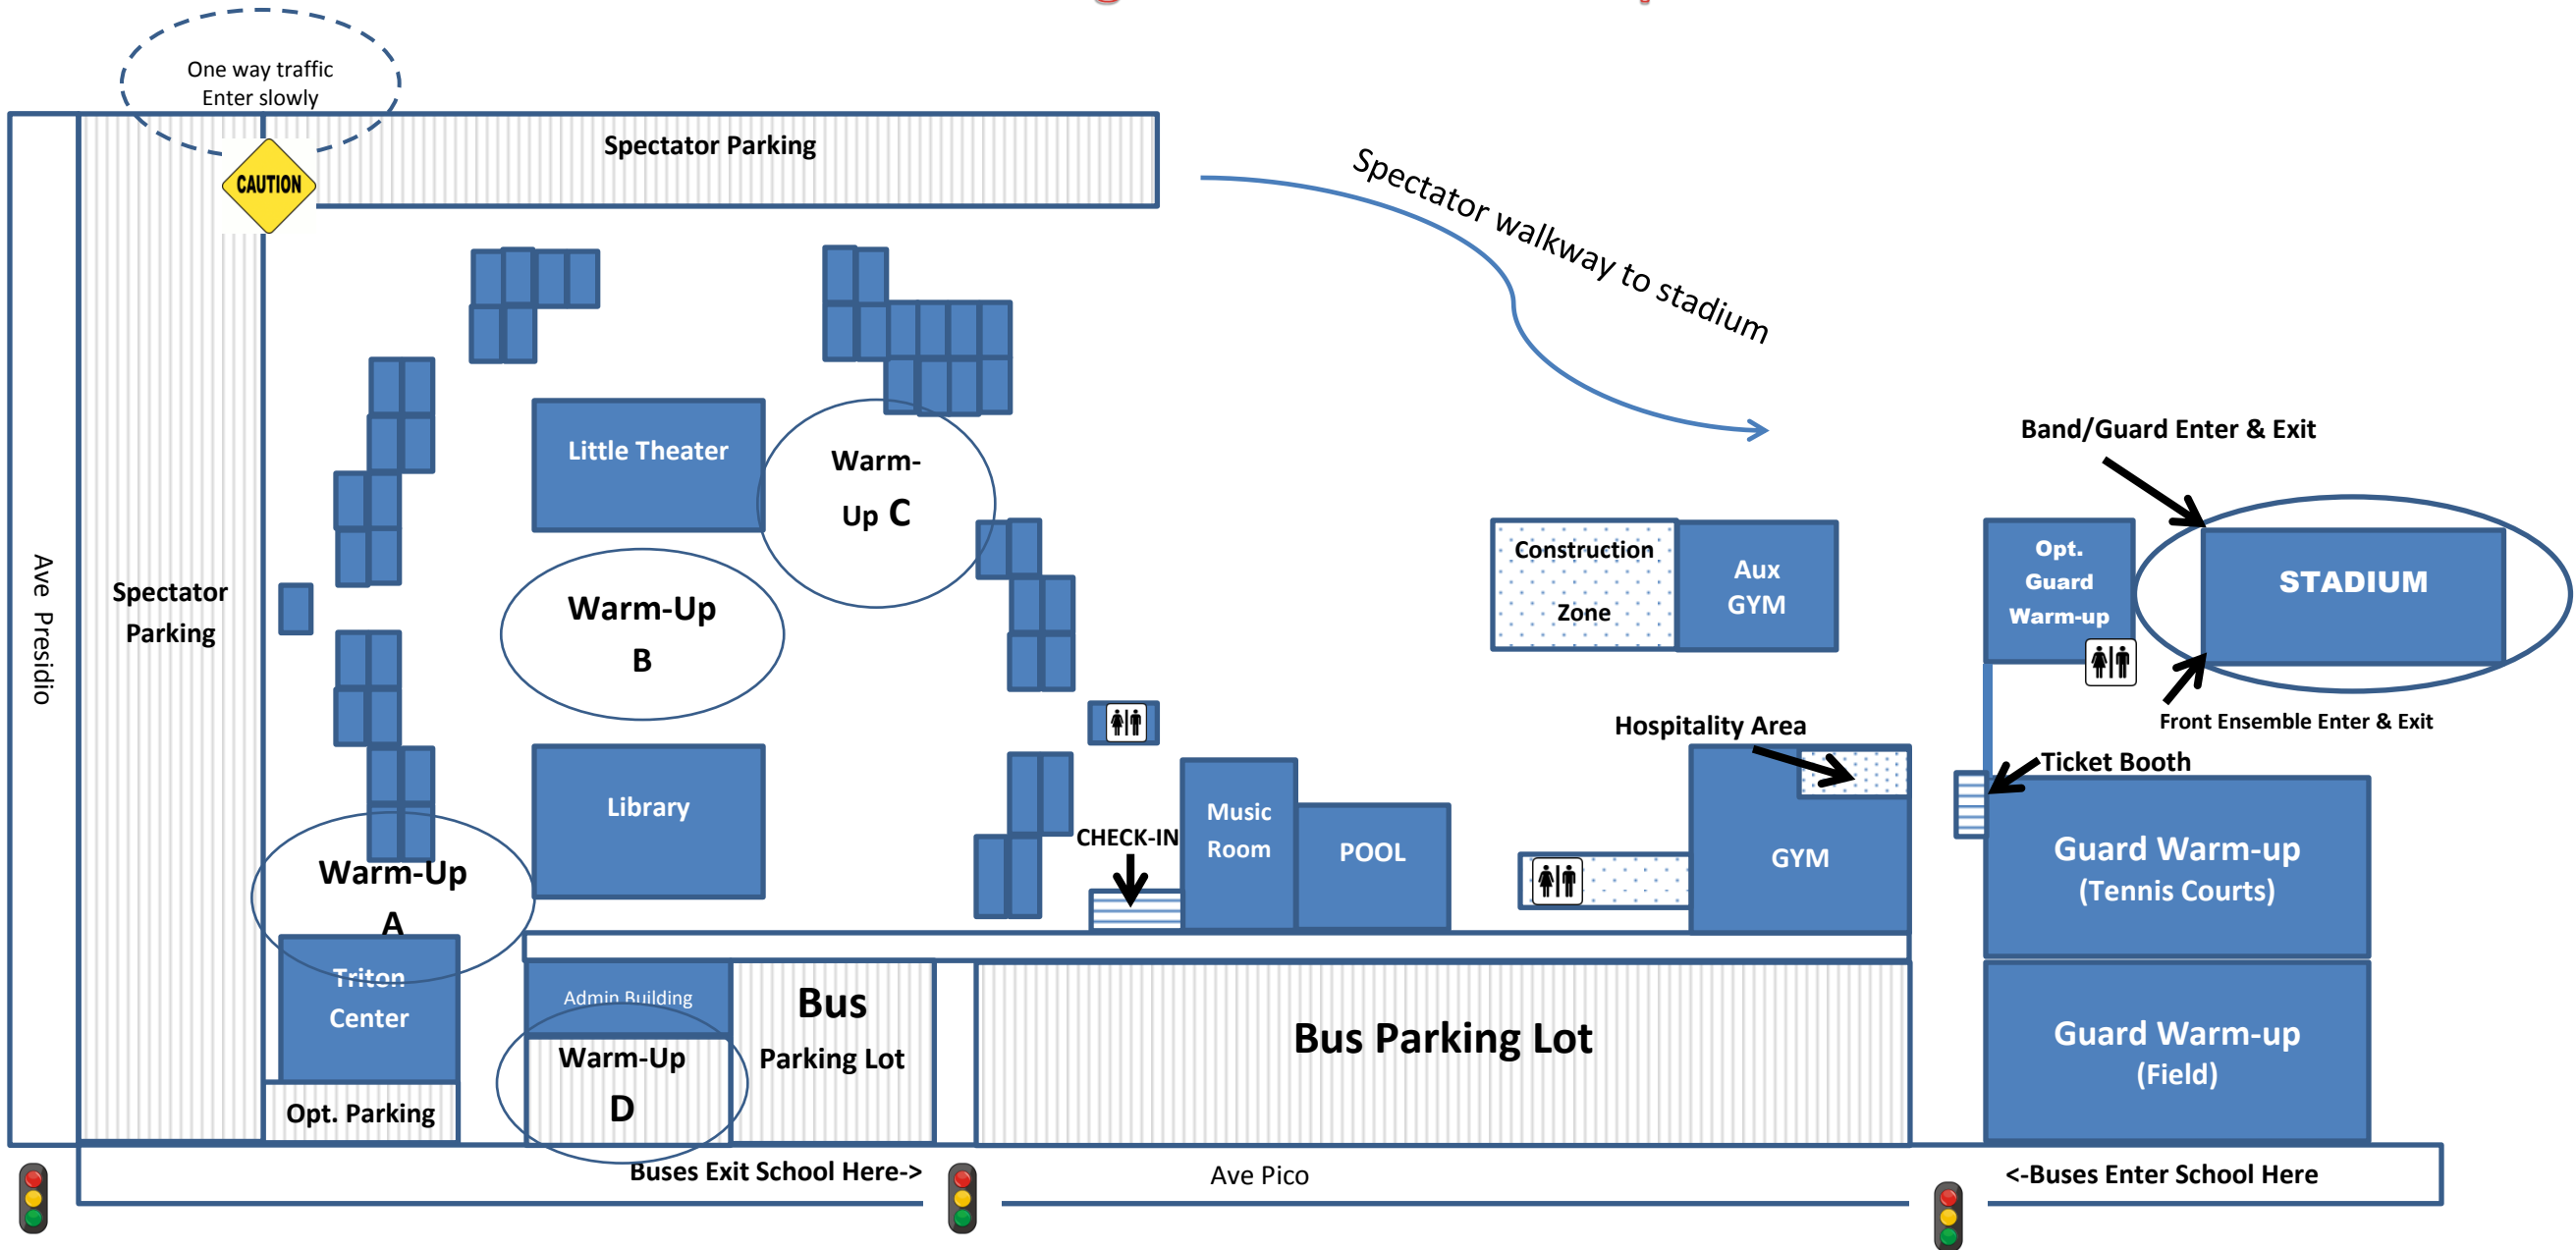 One way traffic
Enter slowly
CAUTION
Spectator Parking
Spectator walkway to stadium
Ave Presidio
Spectator
Parking
Little Theater
Warm-
Up C
Warm-Up
B
Library
Warm-Up
A
Triton
Center
Opt. Parking
Admin Building
Warm-Up
D
Bus
Parking Lot
CHECK-IN
Music
Room
POOL
Construction
Zone
Aux
GYM
Hospitality Area
GYM
Bus Parking Lot
Band/Guard Enter & Exit
Opt.
Guard
Warm-up
STADIUM
Front Ensemble Enter & Exit
Ticket Booth
Guard Warm-up
(Tennis Courts)
Guard Warm-up
(Field)
Buses Exit School Here->
Ave Pico
<-Buses Enter School Here